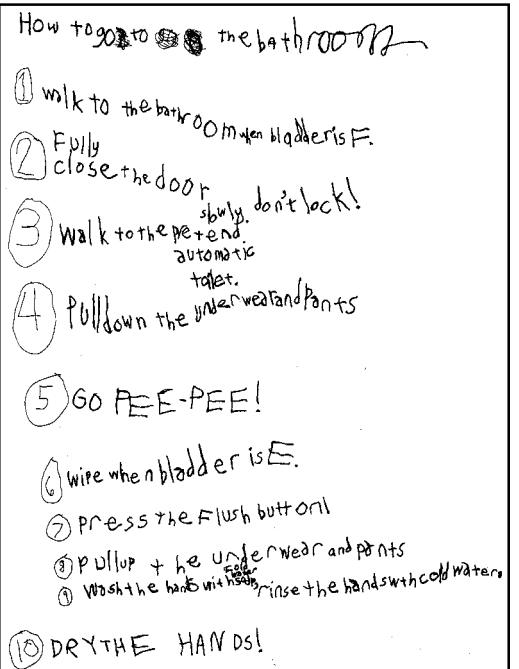 How to go to the bathroom
1 walk to the bathroom when bladder is F.
2 Fully
close the door
slowly. don't lock!
3 walk to the petend.
automatic
toilet.
4 Pull down the underwear and Pants
5 GO PEE-PEE!
6 wipe when bladder is E.
7 press the Flush button!
8 pull up the underwear and pants
9 wash the hands with cold water soap rinse the hands with cold water.
10 DRY THE HANDS!